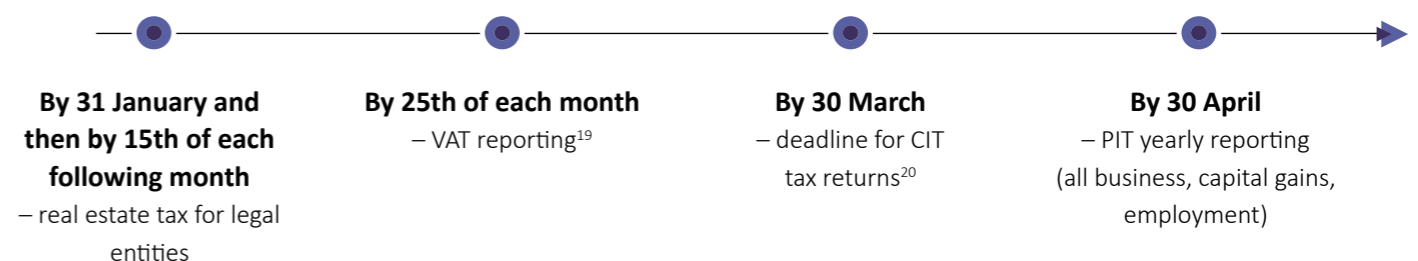 By 31 January and
then by 15th of each
following month
– real estate tax for legal
entities
By 25th of each month
– VAT reporting19
By 30 March
– deadline for CIT
tax returns20
By 30 April
– PIT yearly reporting
(all business, capital gains,
employment)